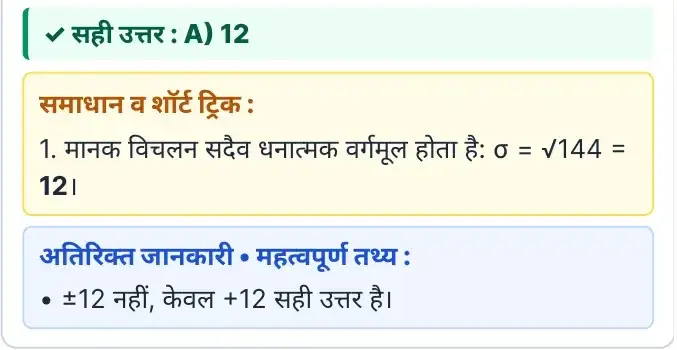 ✓ सही उत्तर : A) 12
समाधान व शॉर्ट ट्रिक :
1. मानक विचलन सदैव धनात्मक वर्गमूल होता है: σ = √144 =
12।
अतिरिक्त जानकारी • महत्वपूर्ण तथ्य :
• ±12 नहीं, केवल +12 सही उत्तर है।